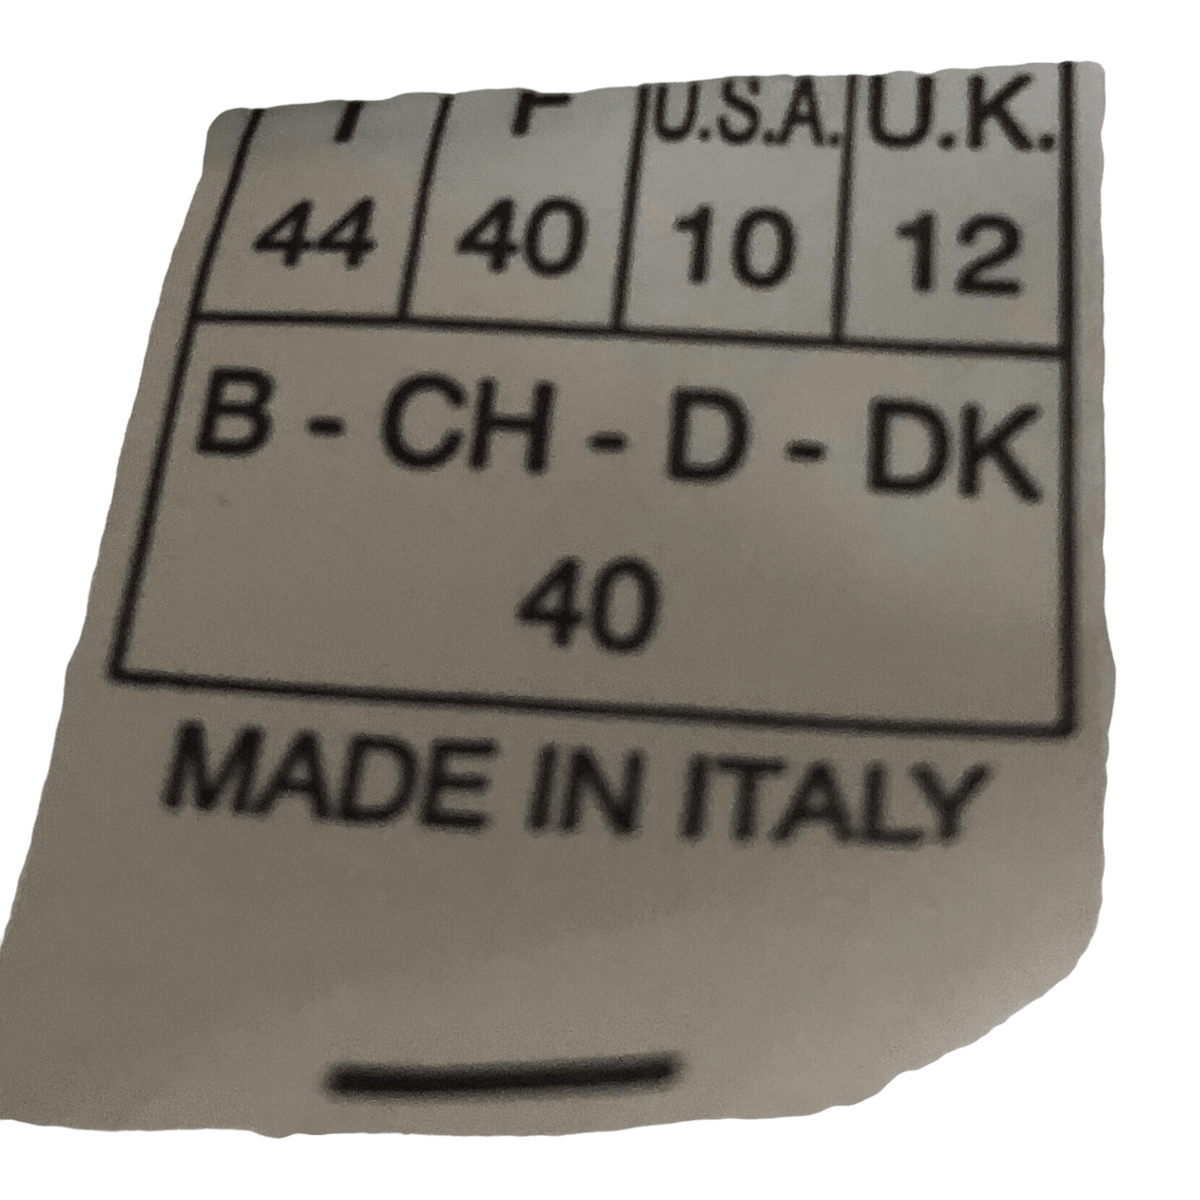 I F U.S.A. U.K.
44 40 10 12
B - CH - D - DK
40
MADE IN ITALY